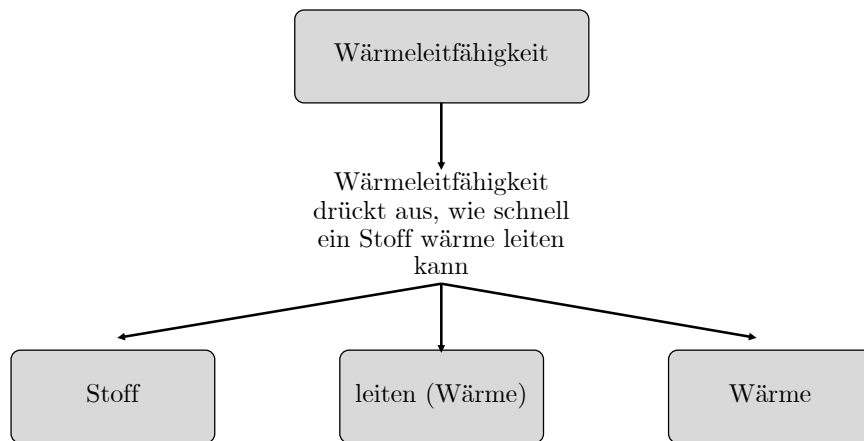 Wärmeleitfähigkeit
Wärmeleitfähigkeit
drückt aus, wie schnell
ein Stoff wärme leiten
kann
Stoff
leiten (Wärme)
Wärme